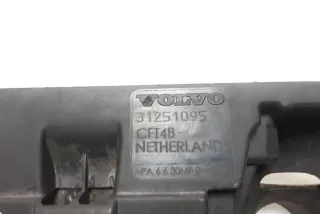 VOLVO
31251095
CFT4B
NETHERLAND